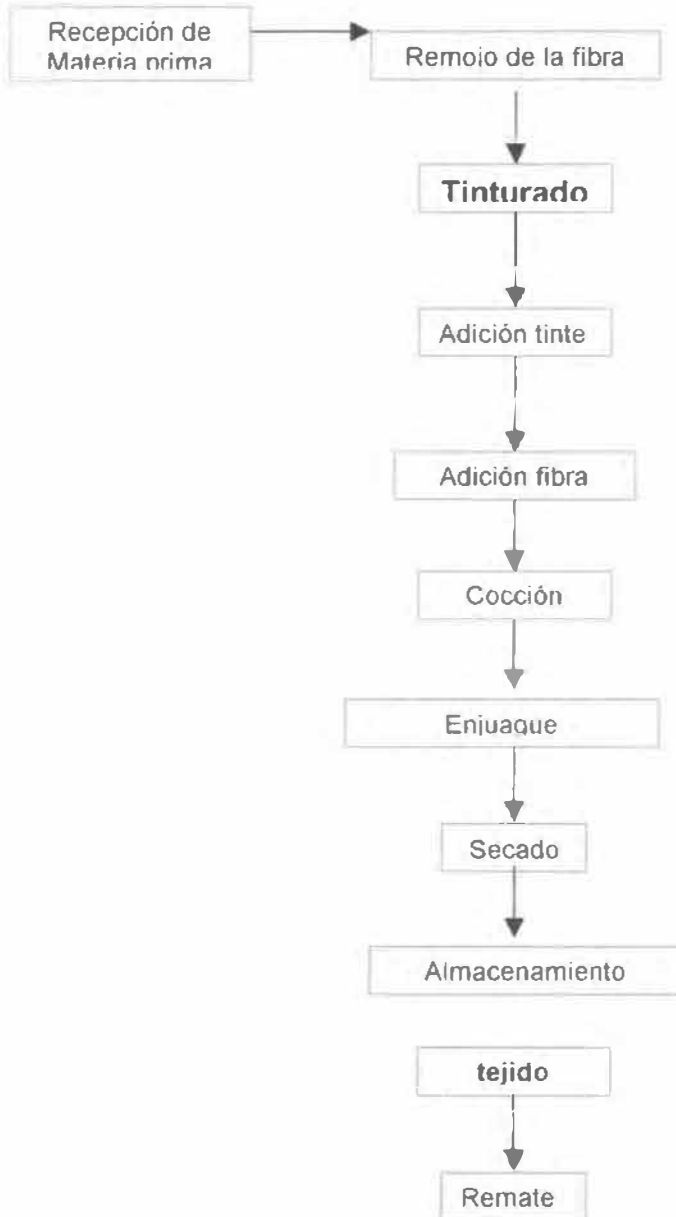 Recepción de
Materia prima
Remojo de la fibra
Tinturado
Adición tinte
Adición fibra
Cocción
Enjuague
Secado
Almacenamiento
tejido
Remate